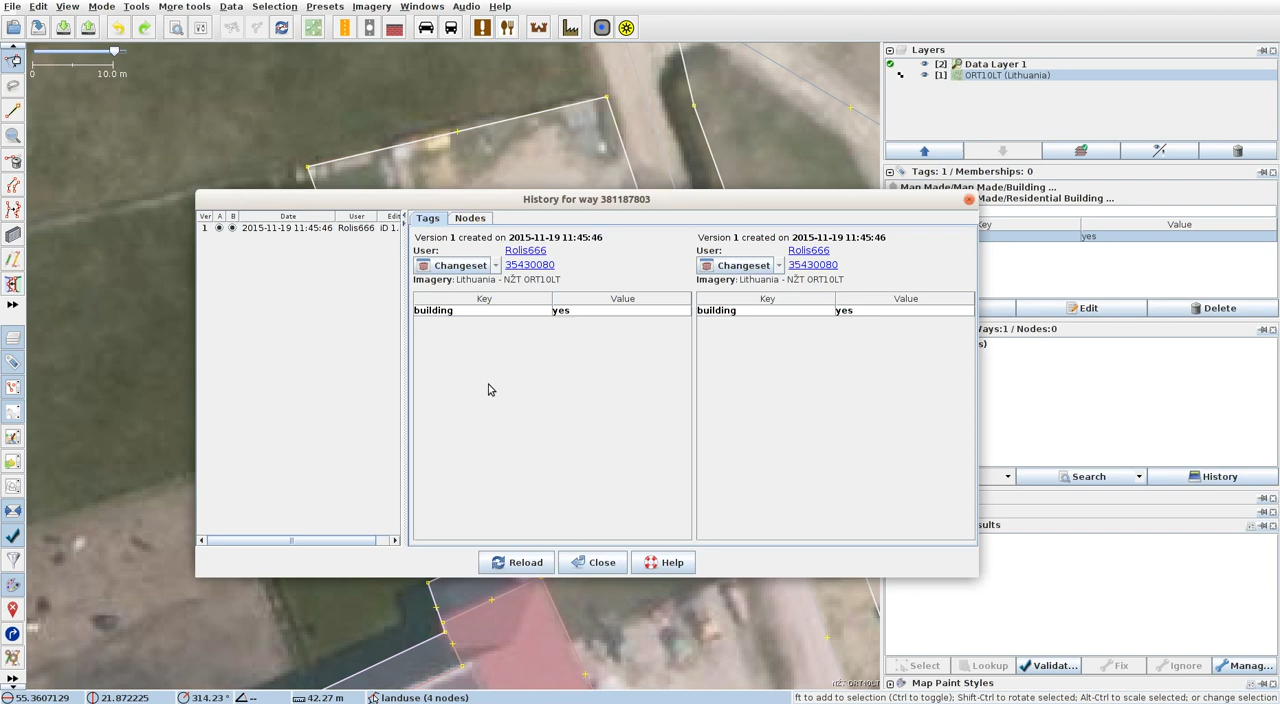 File Edit View Mode Tools More tools Data Selection Presets Imagery Windows Audio Help
0 10.0 m
Layers
[2] Data Layer 1
[1] ORT10LT (Lithuania)
Tags: 1 / Memberships: 0
Map Made/Map Made/Building ...
Made/Residential Building ...
Key Value
yes
Edit Delete
Ways:1 / Nodes:0
s)
Search History
sults
Select Lookup Validat... Fix Ignore Manag...
Map Paint Styles
History for way 381187803
Ver A B Date User Edit
1 2015-11-19 11:45:46 Rolis666 iD 1.
Tags Nodes
Version 1 created on 2015-11-19 11:45:46
User: Rolis666
Changeset 35430080
Imagery: Lithuania - NŽT ORT10LT
Key Value
building yes
Version 1 created on 2015-11-19 11:45:46
User: Rolis666
Changeset 35430080
Imagery: Lithuania - NŽT ORT10LT
Key Value
building yes
Reload Close Help
NŽT ORT10LT
55.3607129 21.872225 314.23 ° -- 42.27 m landuse (4 nodes)
ft to add to selection (Ctrl to toggle); Shift-Ctrl to rotate selected; Alt-Ctrl to scale selected; or change selection